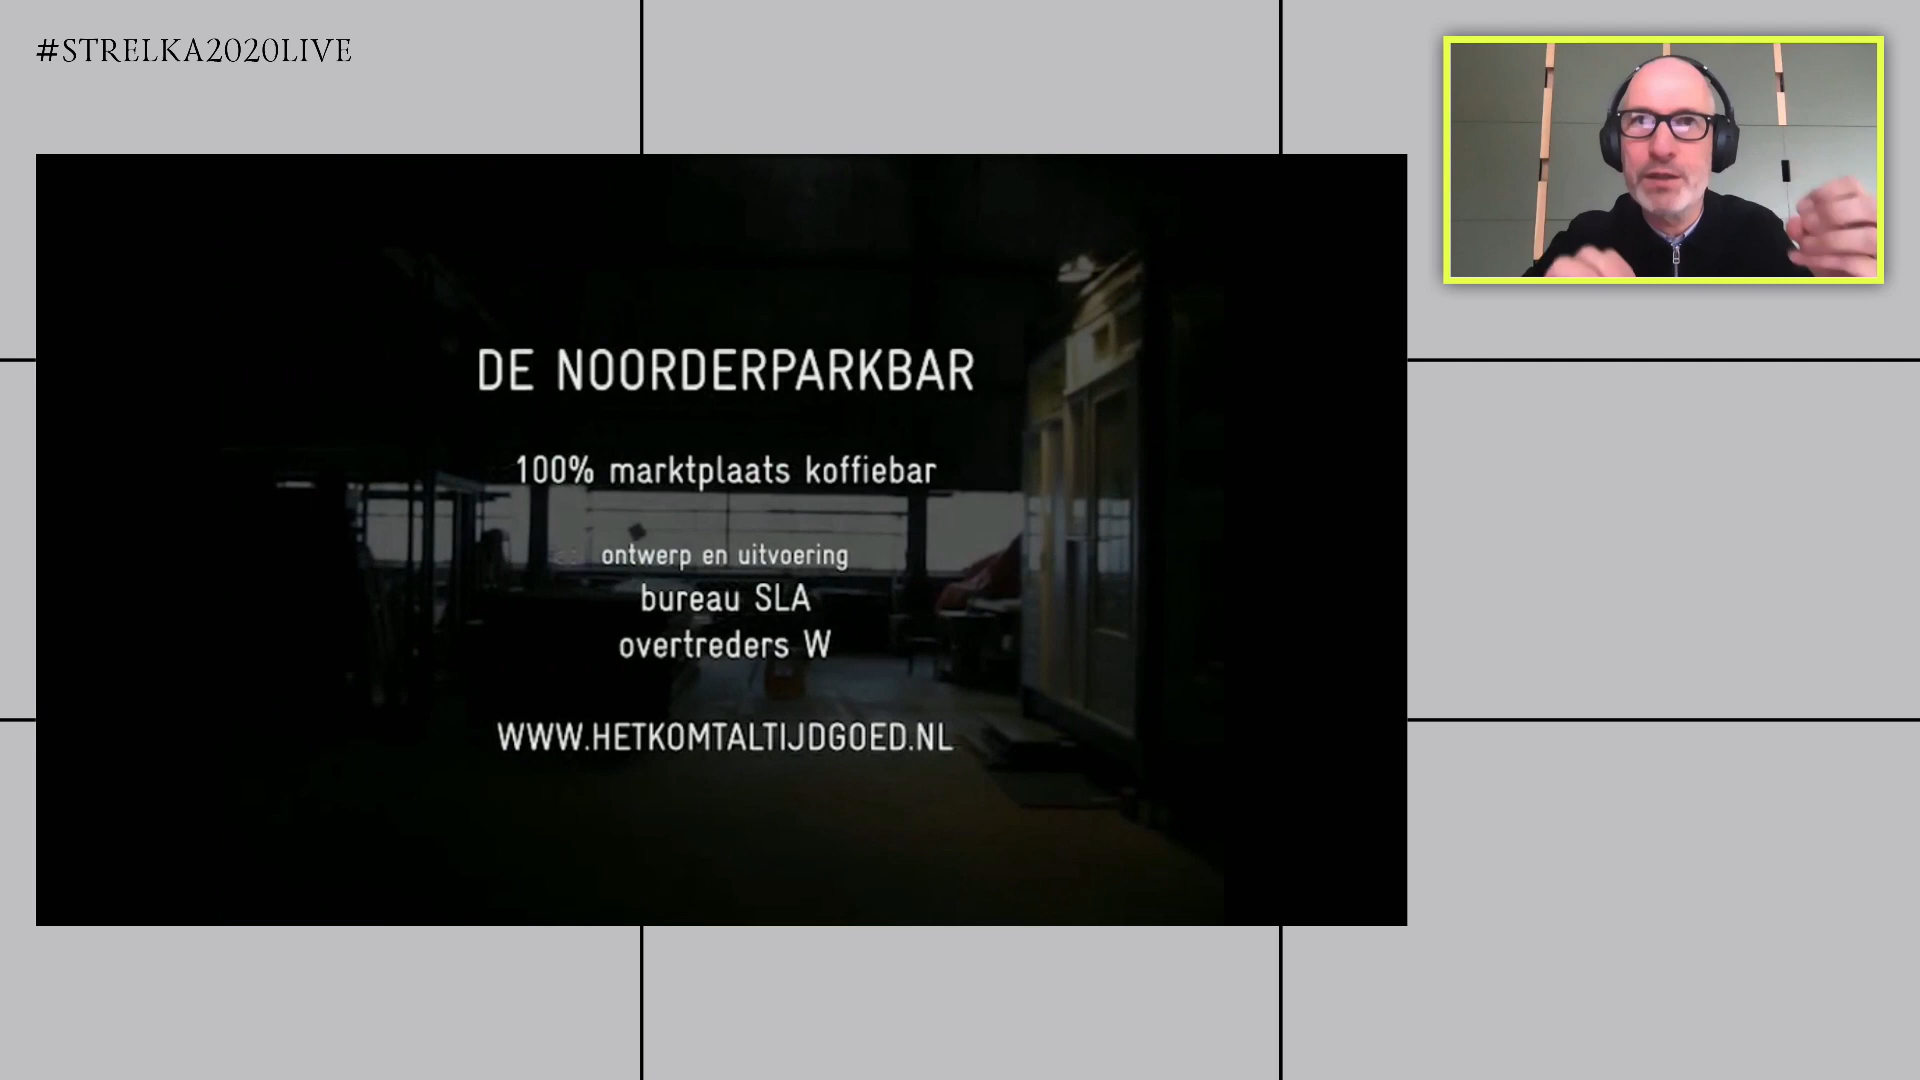 #STRELKA2020LIVE
DE NOORDERPARKBAR
100% marktplaats koffiebar
ontwerp en uitvoering
bureau SLA
overtreders W
WWW.HETKOMTALTIJDGOED.NL